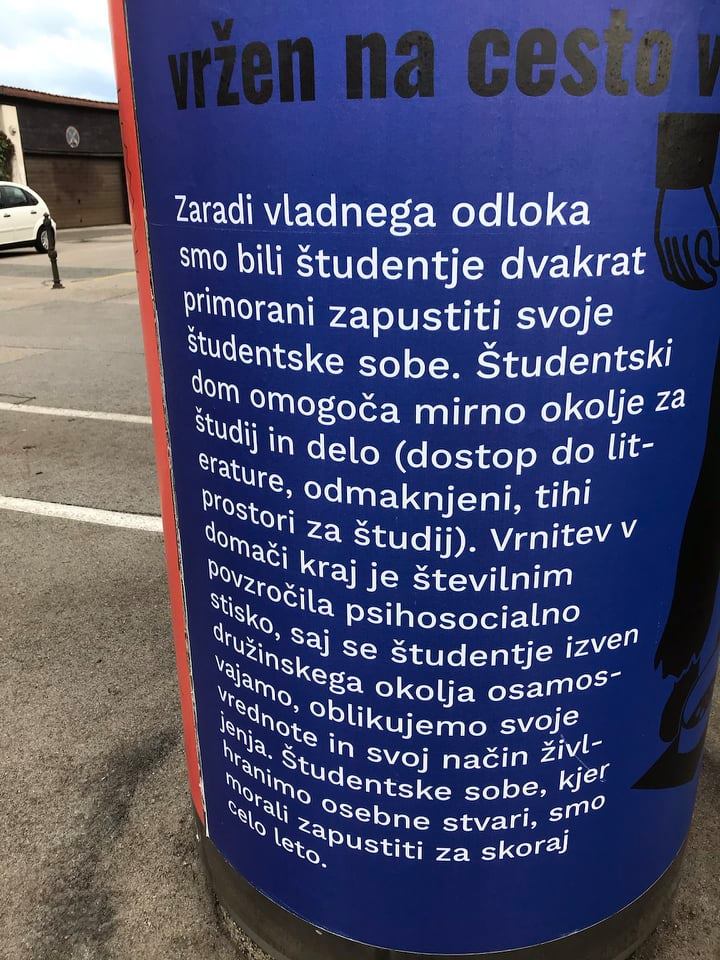 vržen na cesto
Zaradi vladnega odloka
smo bili študentje dvakrat
primorani zapustiti svoje
študentske sobe. Študentski
dom omogoča mirno okolje za
študij in delo (dostop do lit-
erature, odmaknjeni, tihi
prostori za študij). Vrnitev v
domači kraj je številnim
povzročila psihosocialno
stisko, saj se študentje izven
družinskega okolja osamos-
vajamo, oblikujemo svoje
vrednote in svoj način živl-
jenja. Študentske sobe, kjer
hranimo osebne stvari, smo
morali zapustiti za skoraj
celo leto.